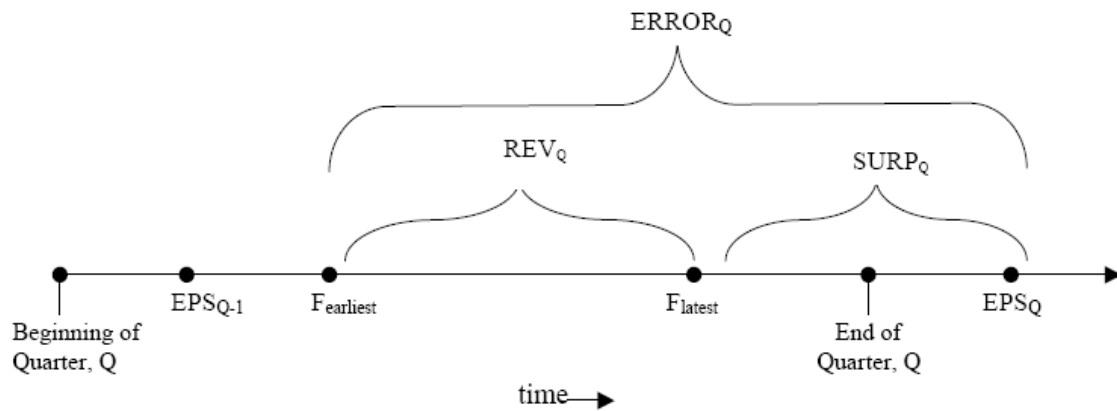 ERROR_Q
REV_Q
SURP_Q
EPS_Q-1
F_earliest
F_latest
EPS_Q
Beginning of
Quarter, Q
End of
Quarter, Q
time